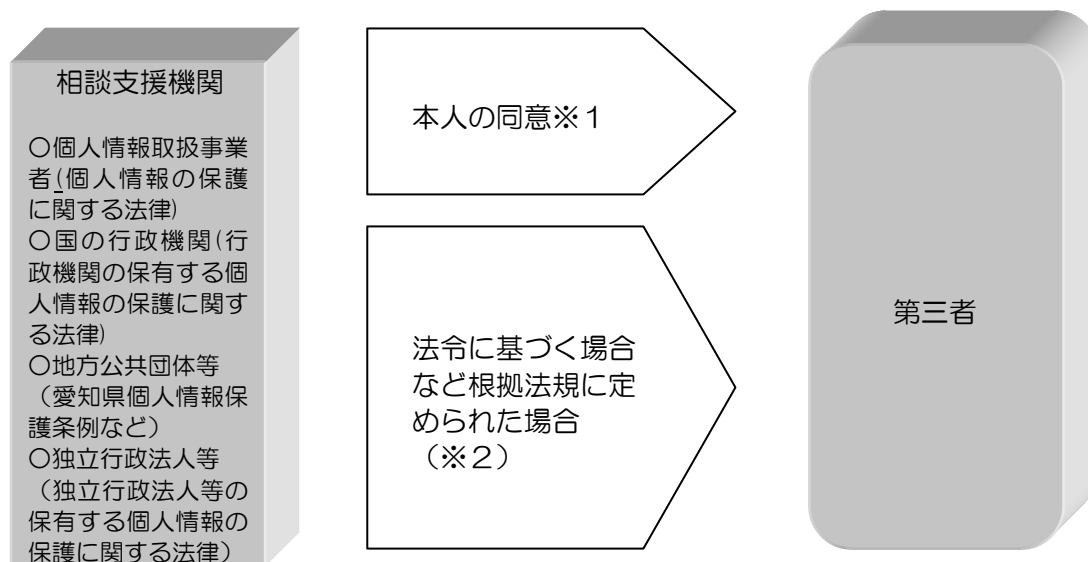 相談支援機関
〇個人情報取扱事業
者(個人情報の保護
に関する法律)
〇国の行政機関(行
政機関の保有する個
人情報の保護に関す
る法律)
〇地方公共団体等
（愛知県個人情報保
護条例など）
〇独立行政法人等
（独立行政法人等の
保有する個人情報の
保護に関する法律）
本人の同意※１
法令に基づく場合
など根拠法規に定
められた場合
（※２）
第三者